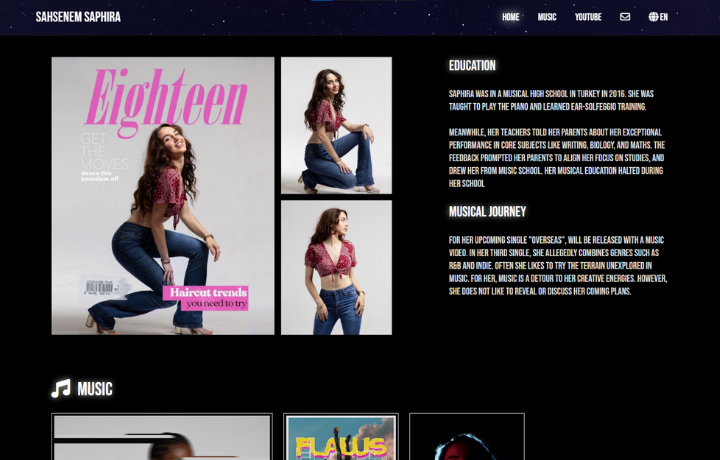 SAHSENEM SAPHIRA
HOME MUSIC YOUTUBE EN
Eighteen
GET
THE
MOVES
dance this
boredom off
Haircut trends
you need to try
EDUCATION
SAPHIRA WAS IN A MUSICAL HIGH SCHOOL IN TURKEY IN 2016. SHE WAS
TAUGHT TO PLAY THE PIANO AND LEARNED EAR-SOLFEGGIO TRAINING.
MEANWHILE, HER TEACHERS TOLD HER PARENTS ABOUT HER EXCEPTIONAL
PERFORMANCE IN CORE SUBJECTS LIKE WRITING, BIOLOGY, AND MATHS. THE
FEEDBACK PROMPTED HER PARENTS TO ALIGN HER FOCUS ON STUDIES, AND
DREW HER FROM MUSIC SCHOOL. HER MUSICAL EDUCATION HALTED DURING
HER SCHOOL
MUSICAL JOURNEY
FOR HER UPCOMING SINGLE "OVERSEAS", WILL BE RELEASED WITH A MUSIC
VIDEO. IN HER THIRD SINGLE, SHE ALLEGEDLY COMBINES GENRES SUCH AS
R&B AND INDIE. OFTEN SHE LIKES TO TRY THE TERRAIN UNEXPLORED IN
MUSIC. FOR HER, MUSIC IS A DETOUR TO HER CREATIVE ENERGIES. HOWEVER,
SHE DOES NOT LIKE TO REVEAL OR DISCUSS HER COMING PLANS.
MUSIC
FLAWS